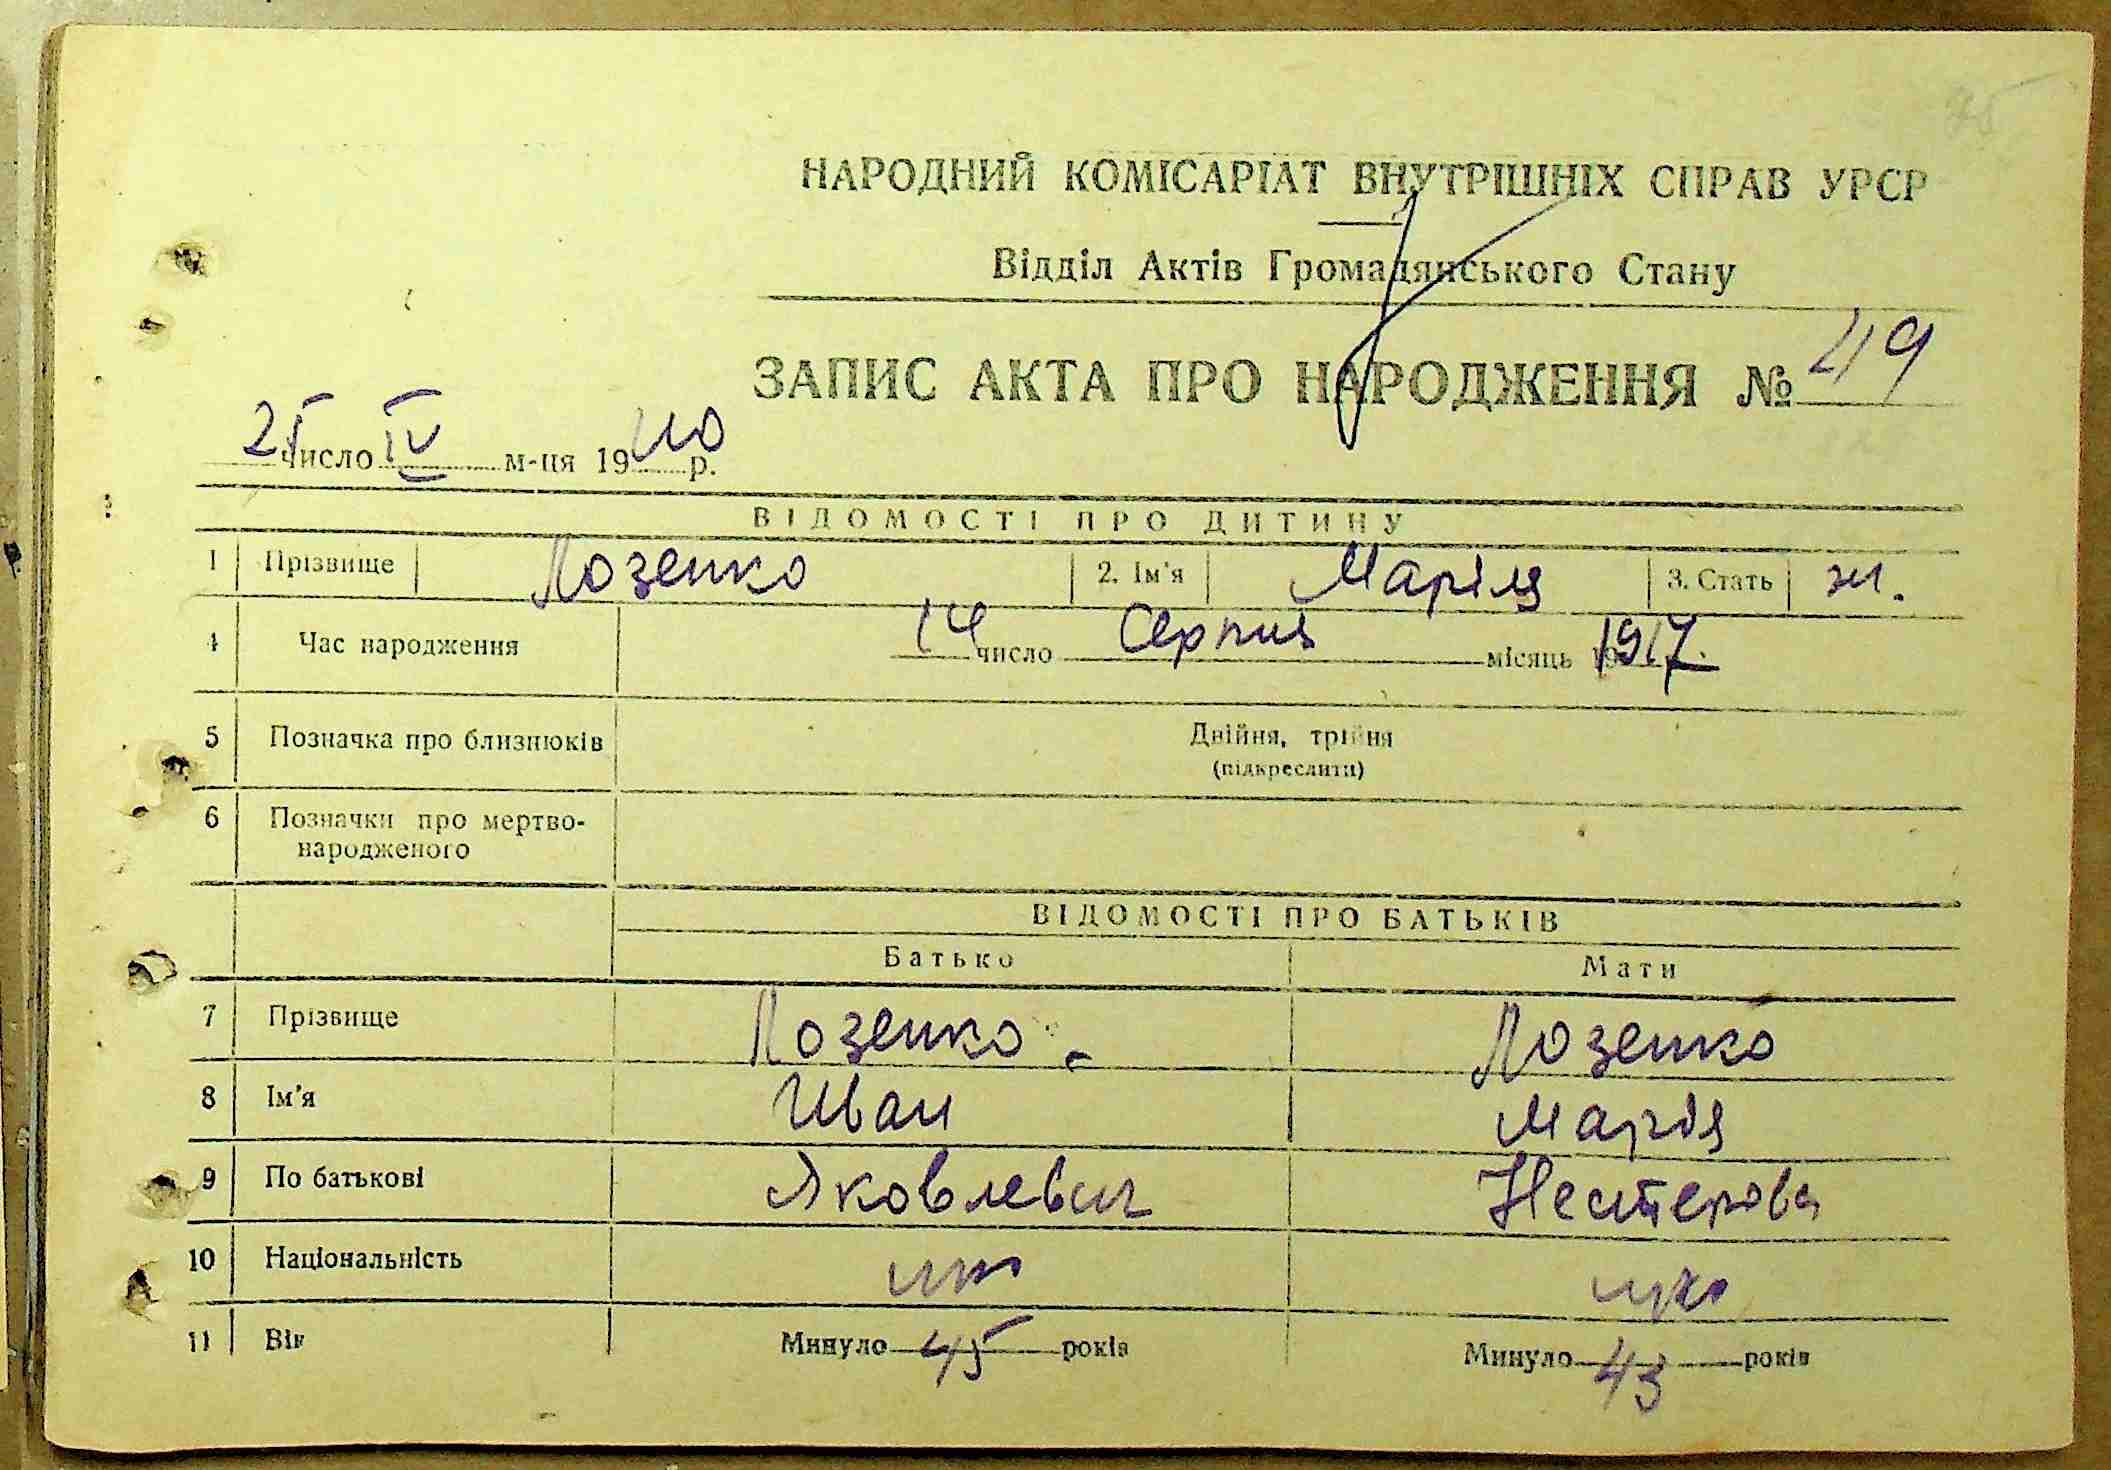 НАРОДНИЙ КОМІСАРІАТ ВНУТРІШНІХ СПРАВ УРСР
Відділ Актів Громадянського Стану
ЗАПИС АКТА ПРО НАРОДЖЕННЯ № 49
25 число IV м-ця 1940 р.
ВІДОМОСТІ ПРО ДИТИНУ
1 Прізвище Лозенко 2. Ім'я Марія 3. Стать ж.
4 Час народження 14 число Серпня місяць 1917.
5 Позначка про близнюків Двійня, трійня
(підкреслити)
6 Позначки про мертво-
народженого
ВІДОМОСТІ ПРО БАТЬКІВ
Батько Мати
7 Прізвище Лозенко Лозенко
8 Ім'я Иван Марія
9 По батькові Яковлевич Нестерова
10 Національність укр
11 Вік Минуло 45 років Минуло 43 років